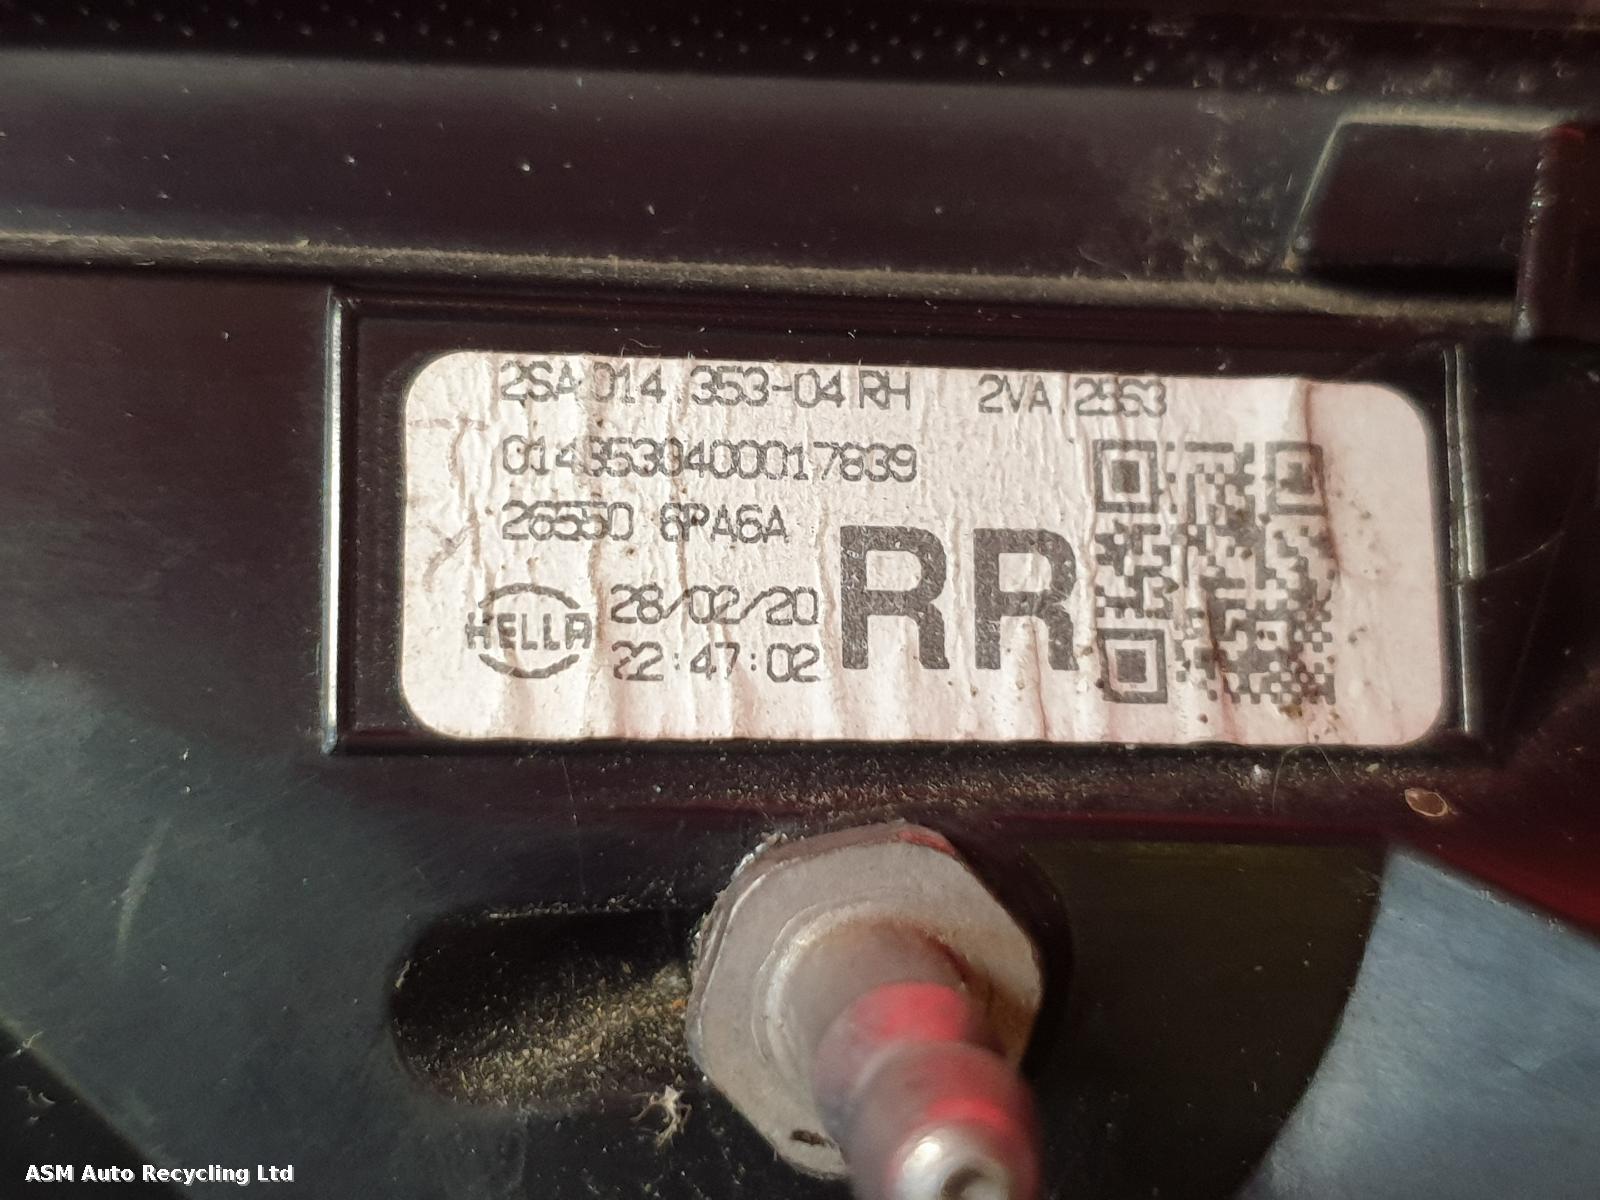 2SA 014 353-04 RH 2VA 2563
0143530400017839
26550 6PA6A
HELLA
28/02/20
22:47:02
RR
ASM Auto Recycling Ltd